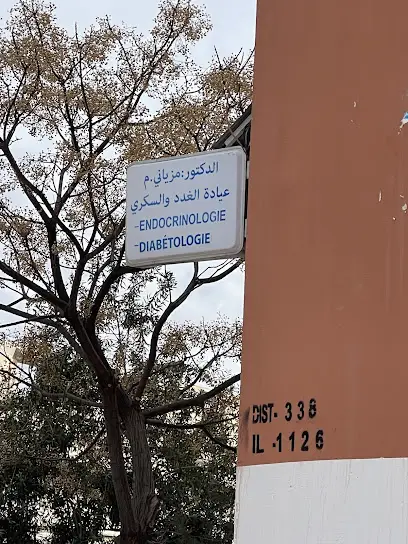 الدكتور:مزياني.م
عيادة الغدد والسكري
-ENDOCRINOLOGIE
-DIABÉTOLOGIE
DIST- 338
IL -1126